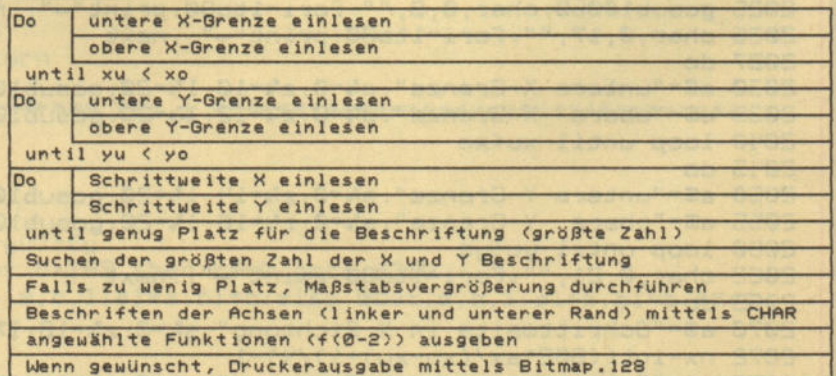 Do untere X-Grenze einlesen
obere X-Grenze einlesen
until xu < xo
Do untere Y-Grenze einlesen
obere Y-Grenze einlesen
until yu < yo
Do Schrittweite X einlesen
Schrittweite Y einlesen
until genug Platz für die Beschriftung (größte Zahl)
Suchen der größten Zahl der X und Y Beschriftung
Falls zu wenig Platz, Maßstabsvergrößerung durchführen
Beschriften der Achsen (linker und unterer Rand) mittels CHAR
angewählte Funktionen (f(0-2)) ausgeben
Wenn gewünscht, Druckerausgabe mittels Bitmap.128